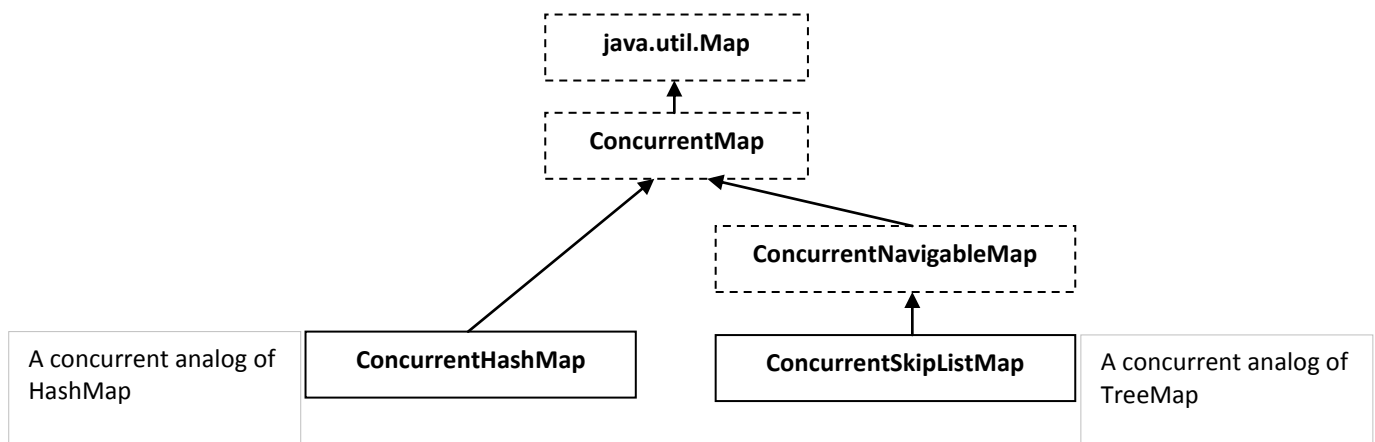 java.util.Map
ConcurrentMap
ConcurrentNavigableMap
A concurrent analog of
HashMap
ConcurrentHashMap
ConcurrentSkipListMap
A concurrent analog of
TreeMap